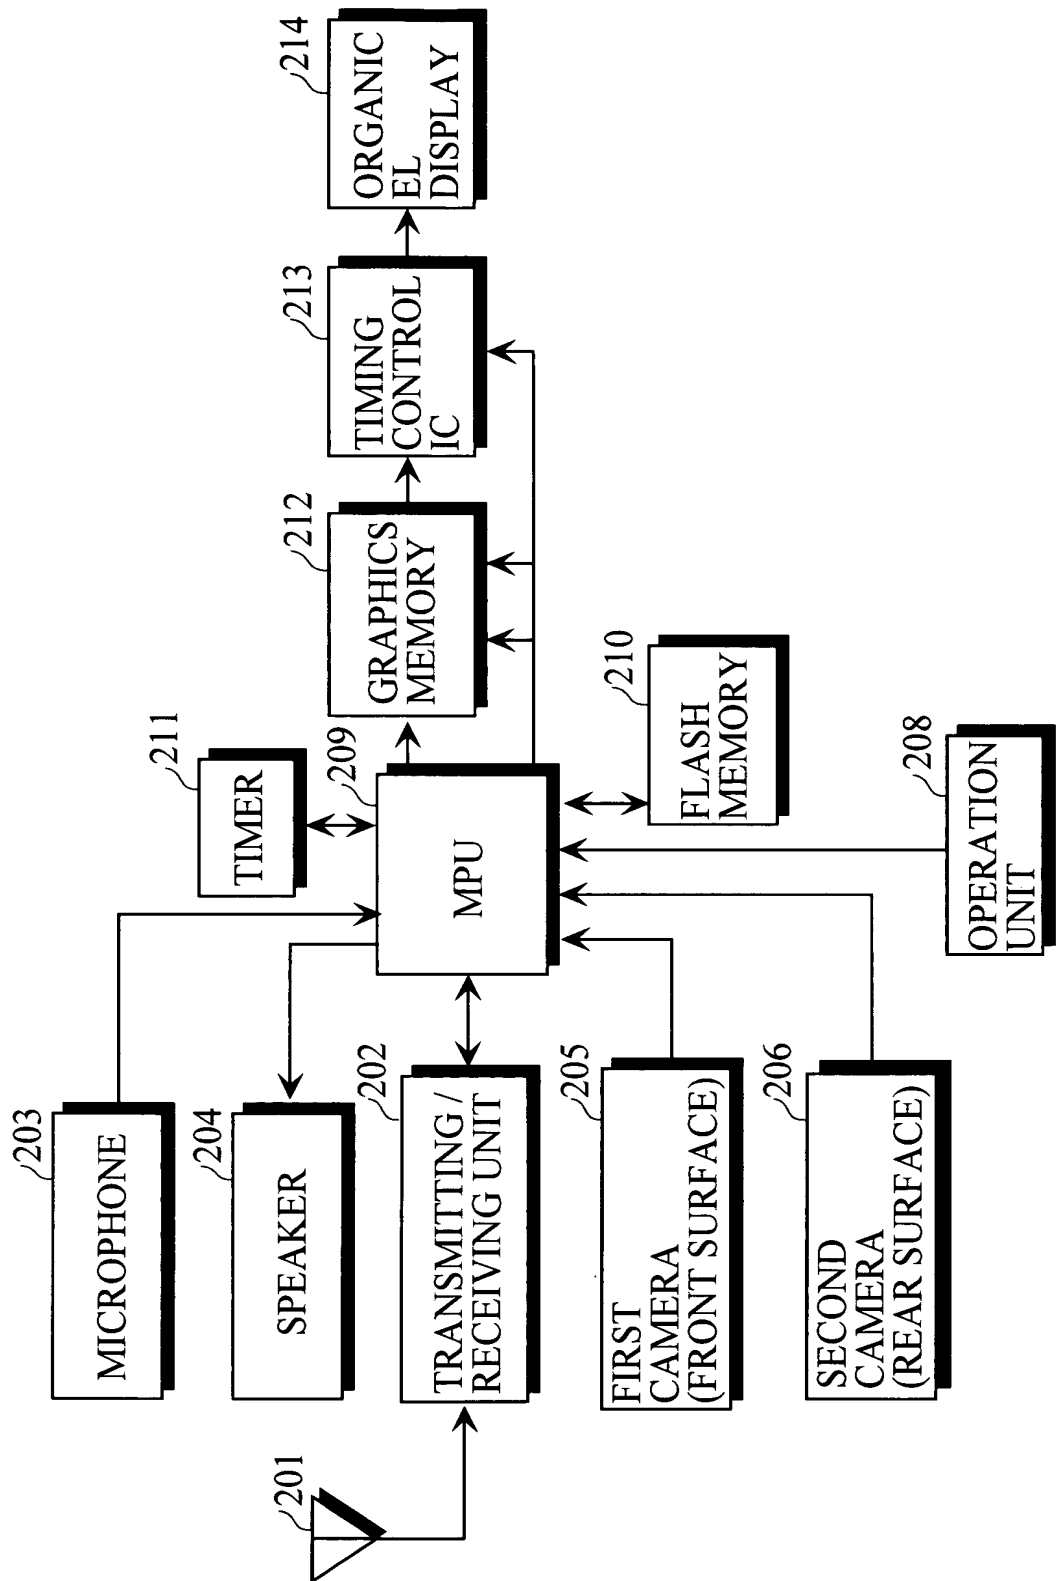 201
203
MICROPHONE
204
SPEAKER
202
TRANSMITTING /
RECEIVING UNIT
205
FIRST
CAMERA
(FRONT SURFACE)
206
SECOND
CAMERA
(REAR SURFACE)
211
TIMER
209
MPU
210
FLASH
MEMORY
208
OPERATION
UNIT
212
GRAPHICS
MEMORY
213
TIMING
CONTROL
IC
214
ORGANIC
EL
DISPLAY